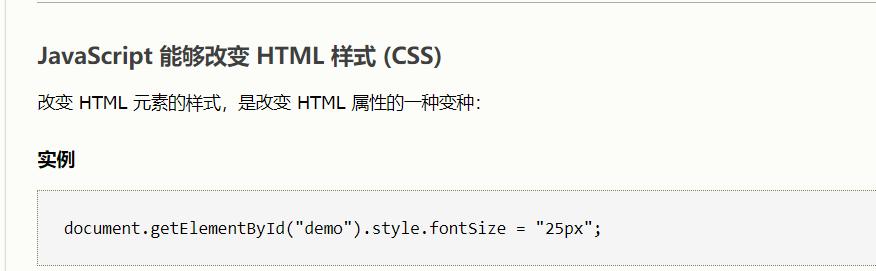 JavaScript 能够改变 HTML 样式 (CSS)
改变 HTML 元素的样式，是改变 HTML 属性的一种变种：
实例
document.getElementById("demo").style.fontSize = "25px";